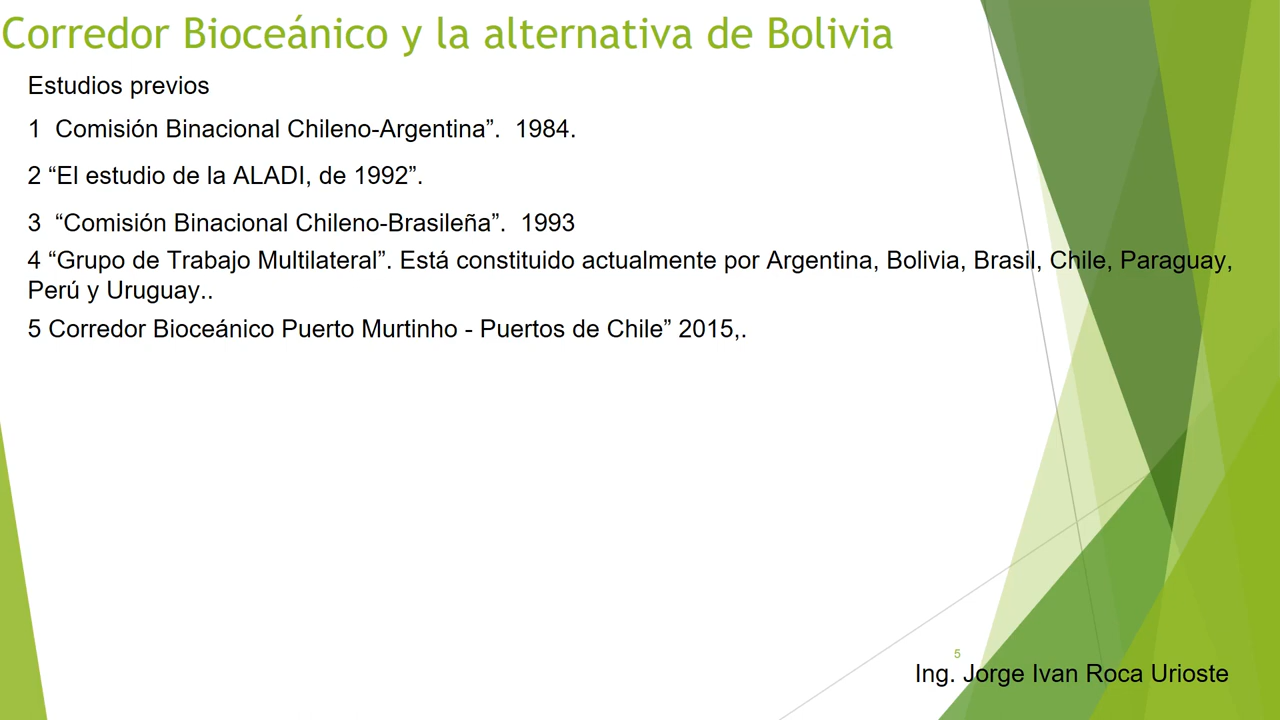 Corredor Bioceánico y la alternativa de Bolivia
Estudios previos
1  Comisión Binacional Chileno-Argentina”.  1984.
2 “El estudio de la ALADI, de 1992”.
3  “Comisión Binacional Chileno-Brasileña”.  1993
4 “Grupo de Trabajo Multilateral”. Está constituido actualmente por Argentina, Bolivia, Brasil, Chile, Paraguay,
Perú y Uruguay..
5 Corredor Bioceánico Puerto Murtinho - Puertos de Chile” 2015,.
5
Ing. Jorge Ivan Roca Urioste